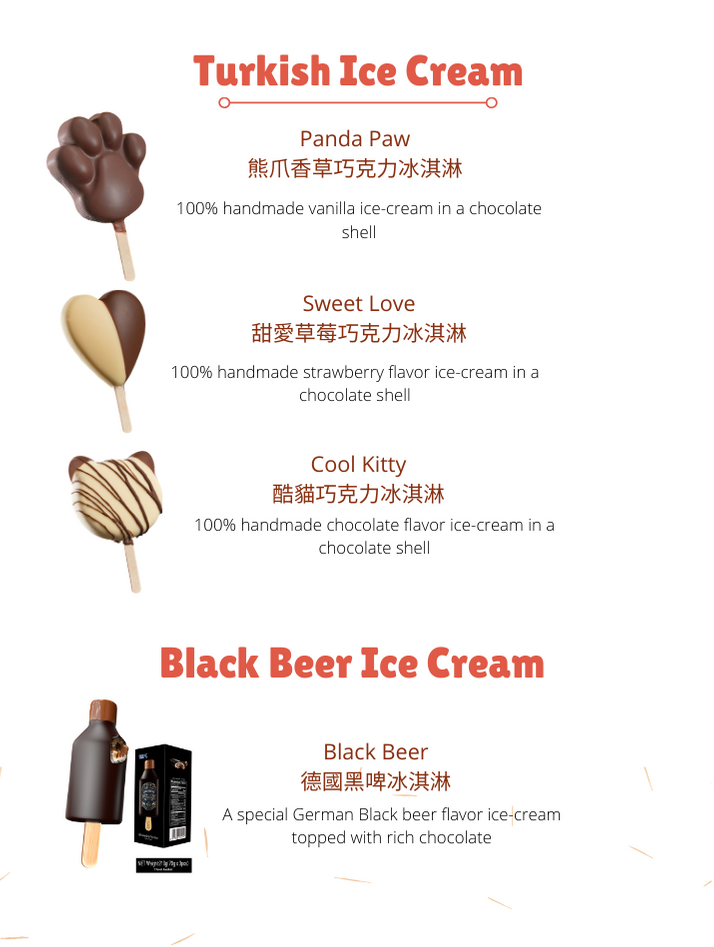 Turkish Ice Cream
Panda Paw
熊爪香草巧克力冰淇淋
100% handmade vanilla ice-cream in a chocolate
shell
Sweet Love
甜愛草莓巧克力冰淇淋
100% handmade strawberry flavor ice-cream in a
chocolate shell
Cool Kitty
酷貓巧克力冰淇淋
100% handmade chocolate flavor ice-cream in a
chocolate shell
Black Beer Ice Cream
Black Beer
德國黑啤冰淇淋
A special German Black beer flavor ice-cream
topped with rich chocolate